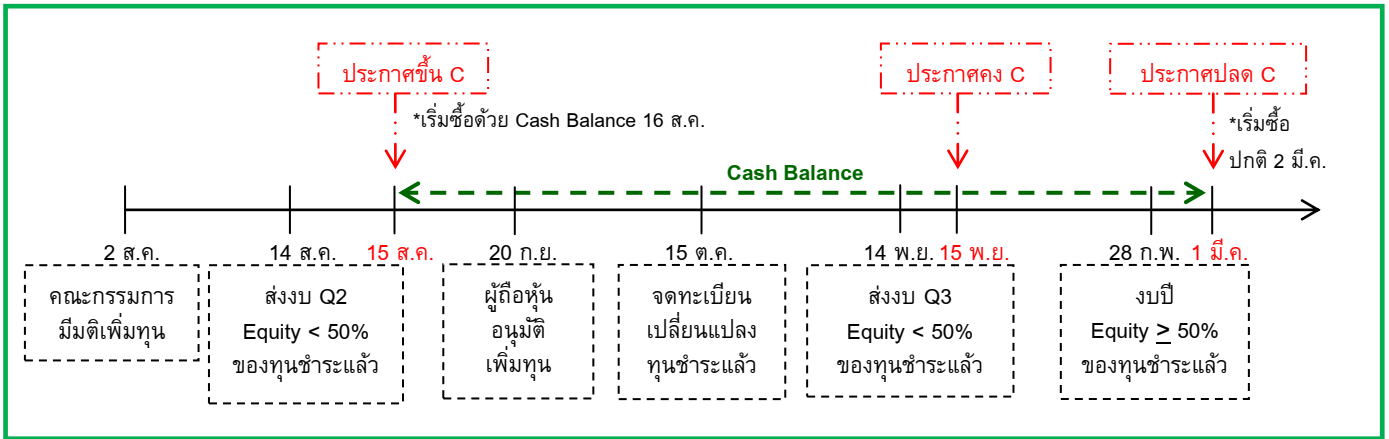 ประกาศขึ้น C
ประกาศคง C
ประกาศปลด C
*เริ่มซื้อด้วย Cash Balance 16 ส.ค.
*เริ่มซื้อ
ปกติ 2 มี.ค.
Cash Balance
2 ส.ค.
14 ส.ค.
15 ส.ค.
20 ก.ย.
15 ต.ค.
14 พ.ย.
15 พ.ย.
28 ก.พ.
1 มี.ค.
คณะกรรมการ
มีมติเพิ่มทุน
ส่งงบ Q2
Equity < 50%
ของทุนชำระแล้ว
ผู้ถือหุ้น
อนุมัติ
เพิ่มทุน
จดทะเบียน
เปลี่ยนแปลง
ทุนชำระแล้ว
ส่งงบ Q3
Equity < 50%
ของทุนชำระแล้ว
งบปี
Equity ≥ 50%
ของทุนชำระแล้ว